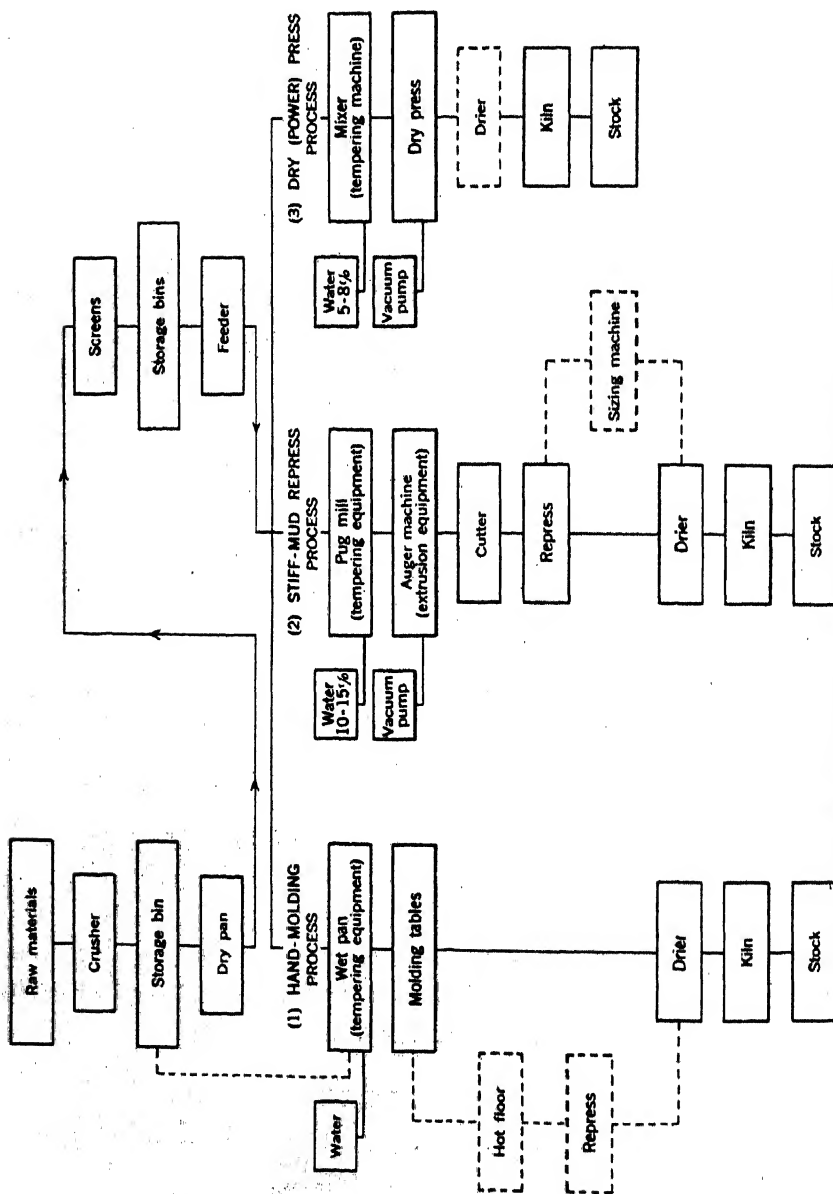 Raw materials
Crusher
Storage bin
Dry pan
Screens
Storage bins
Feeder
(1) HAND-MOLDING
PROCESS
Water
Wet pan
(tempering equipment)
Molding tables
Hot floor
Repress
Drier
Kiln
Stock
(2) STIFF-MUD REPRESS
PROCESS
Water
10-15%
Pug mill
(tempering equipment)
Vacuum
pump
Auger machine
(extrusion equipment)
Cutter
Repress
Sizing machine
Drier
Kiln
Stock
(3) DRY (POWER) PRESS
PROCESS
Water
5-8%
Mixer
(tempering machine)
Vacuum
pump
Dry press
Drier
Kiln
Stock